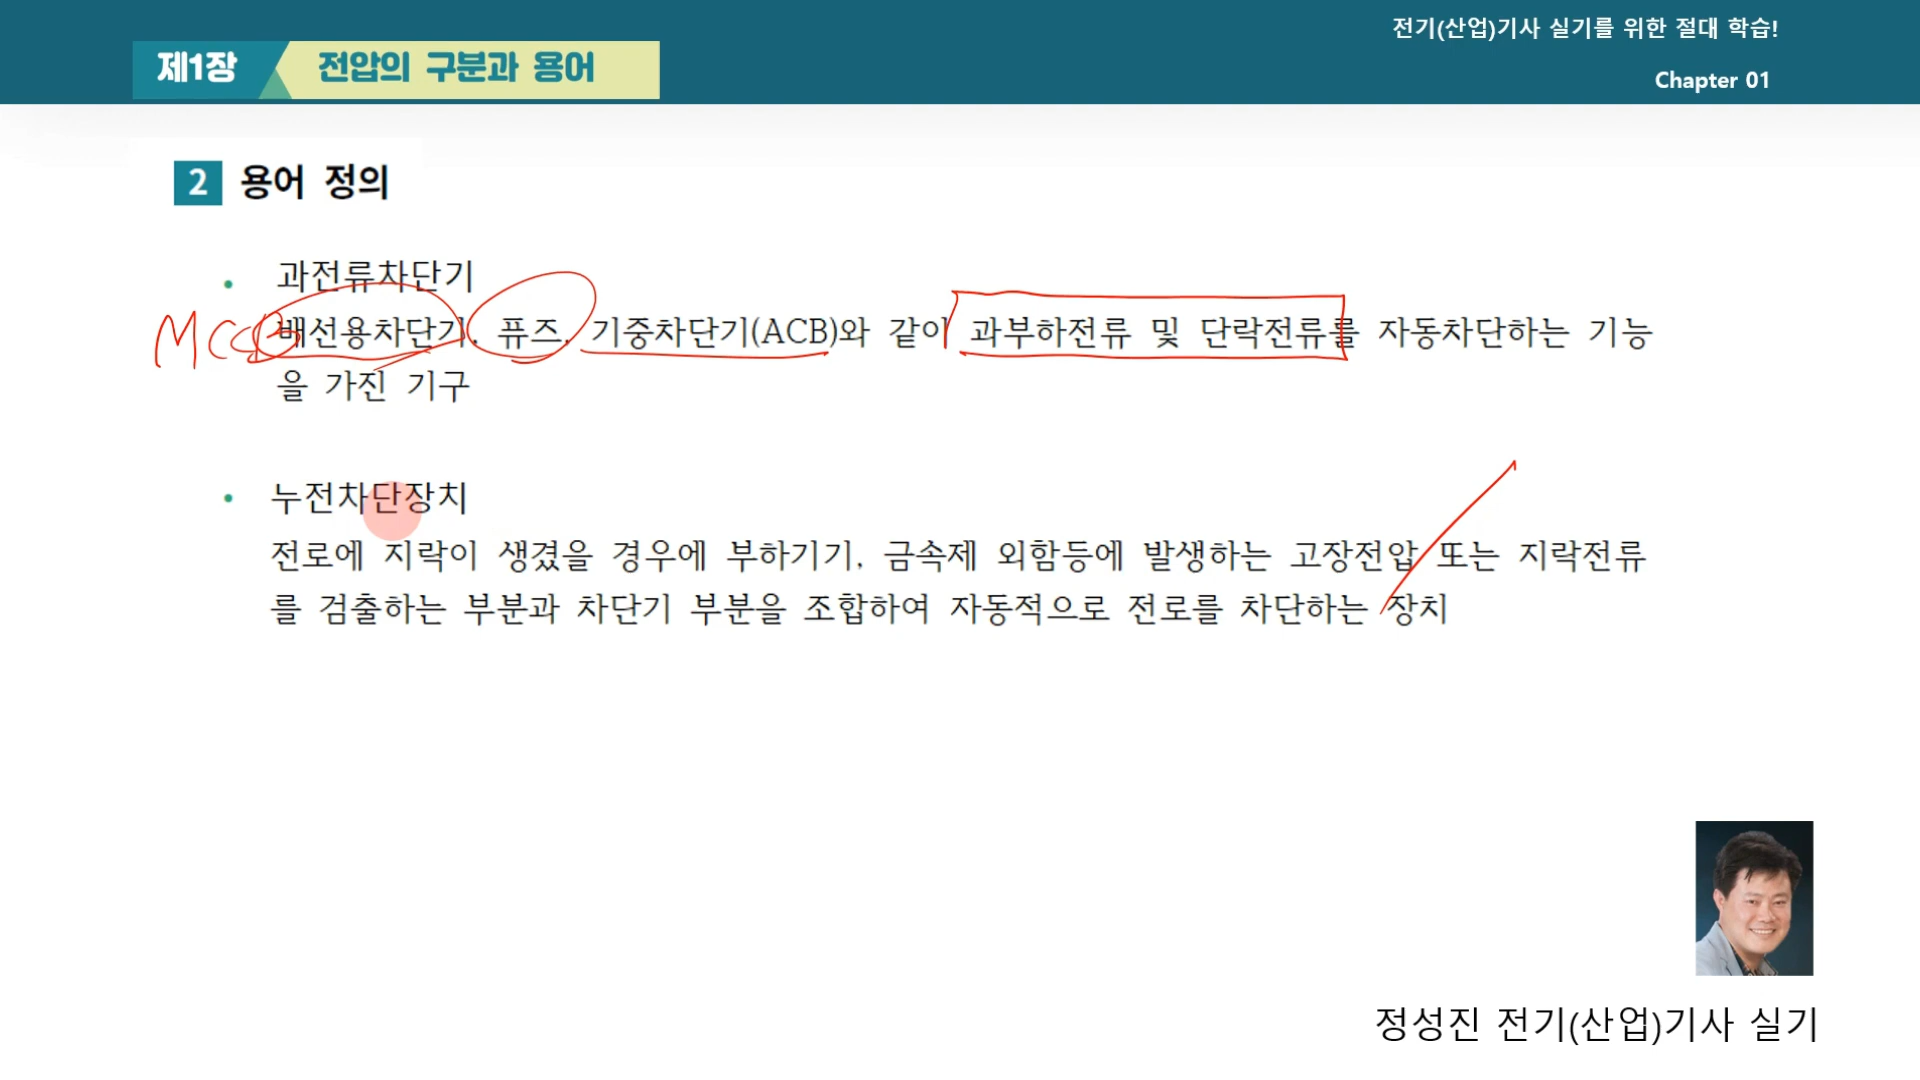 전기(산업)기사 실기를 위한 절대 학습!
제1장 전압의 구분과 용어
Chapter 01
2 용어 정의
• 과전류차단기
MCCB 배선용차단기, 퓨즈, 기중차단기(ACB)와 같이 과부하전류 및 단락전류를 자동차단하는 기능
을 가진 기구
• 누전차단장치
전로에 지락이 생겼을 경우에 부하기기, 금속제 외함등에 발생하는 고장전압 또는 지락전류
를 검출하는 부분과 차단기 부분을 조합하여 자동적으로 전로를 차단하는 장치
정성진 전기(산업)기사 실기